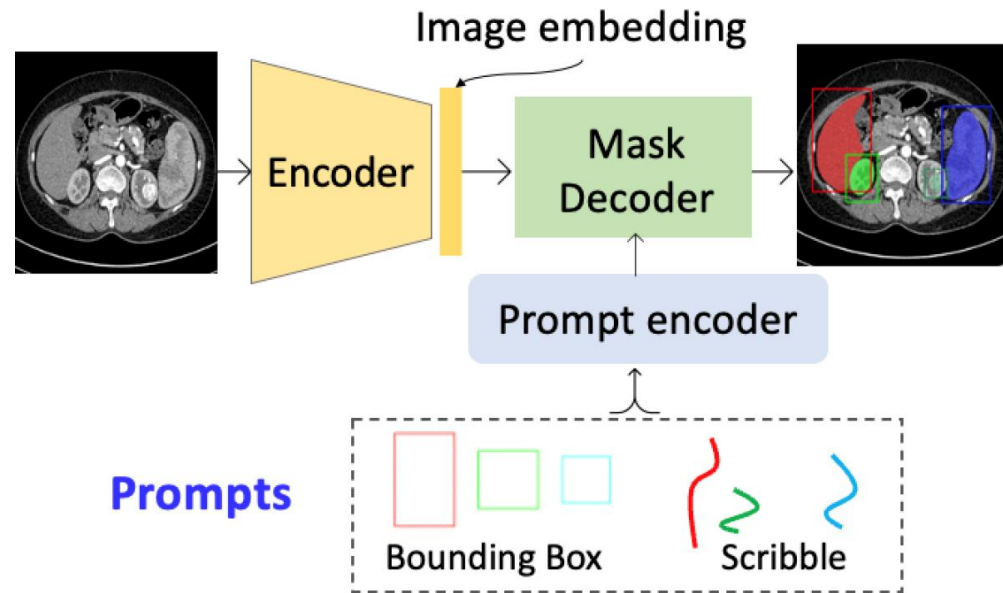 Image embedding
Encoder
Mask
Decoder
Prompt encoder
Prompts
Bounding Box
Scribble